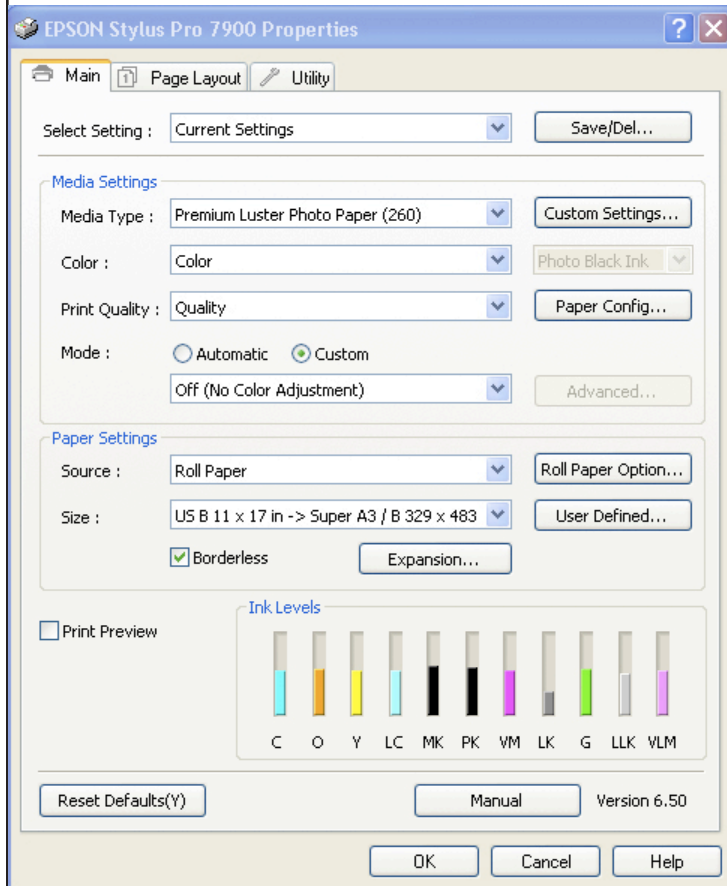 EPSON Stylus Pro 7900 Properties
Main 1 Page Layout Utility
Select Setting : Current Settings Save/Del...
Media Settings
Media Type : Premium Luster Photo Paper (260) Custom Settings...
Color : Color Photo Black Ink
Print Quality : Quality Paper Config...
Mode : Automatic Custom
Off (No Color Adjustment) Advanced...
Paper Settings
Source : Roll Paper Roll Paper Option...
Size : US B 11 x 17 in -> Super A3 / B 329 x 483 User Defined...
Borderless Expansion...
Ink Levels
Print Preview
C O Y LC MK PK VM LK G LLK VLM
Reset Defaults(Y) Manual Version 6.50
OK Cancel Help